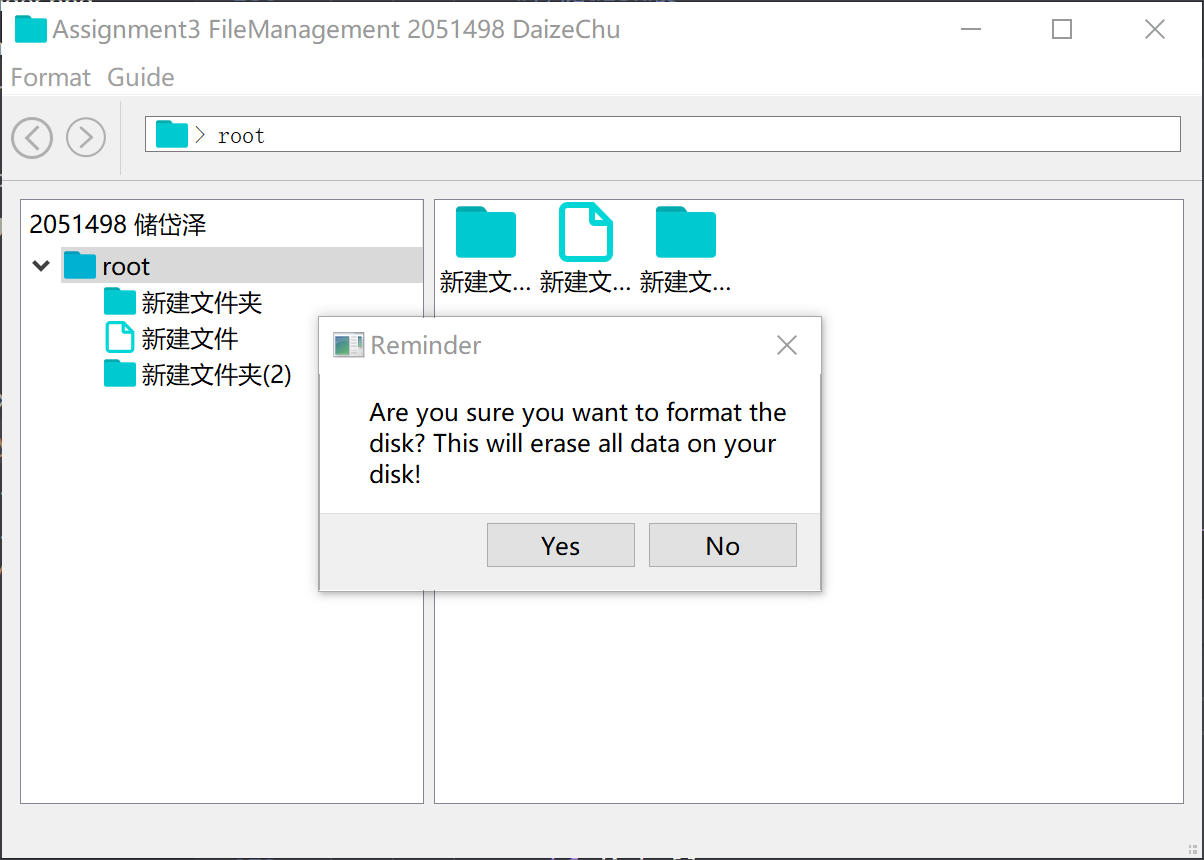 Assignment3 FileManagement 2051498 DaizeChu
Format Guide
root
2051498 储岱泽
root
新建文件夹
新建文件
新建文件夹(2)
新建文... 新建文... 新建文...
Reminder
Are you sure you want to format the
disk? This will erase all data on your
disk!
Yes No